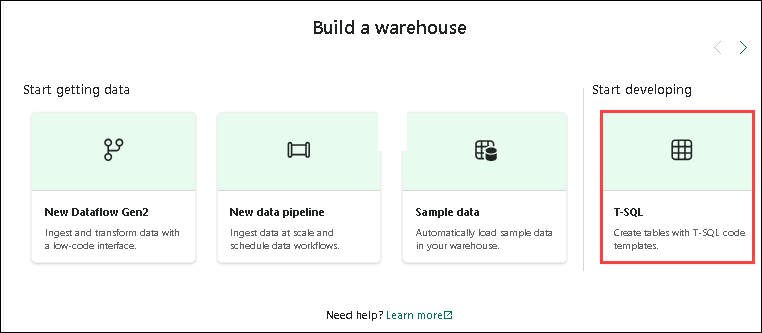 Build a warehouse
Start getting data
Start developing
New Dataflow Gen2
Ingest and transform data with
a low-code interface.
New data pipeline
Ingest data at scale and
schedule data workflows.
Sample data
Automatically load sample data
in your warehouse.
T-SQL
Create tables with T-SQL code
templates.
Need help? Learn more